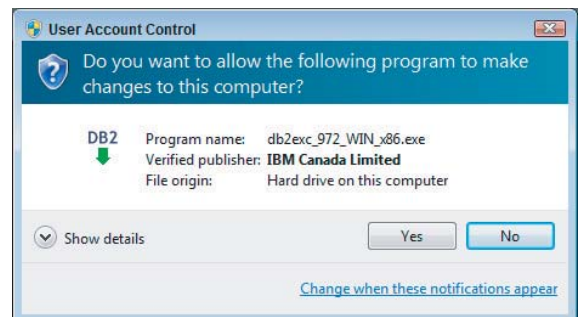 User Account Control
Do you want to allow the following program to make
changes to this computer?
DB2
Program name: db2exc_972_WIN_x86.exe
Verified publisher: IBM Canada Limited
File origin: Hard drive on this computer
Show details
Yes
No
Change when these notifications appear